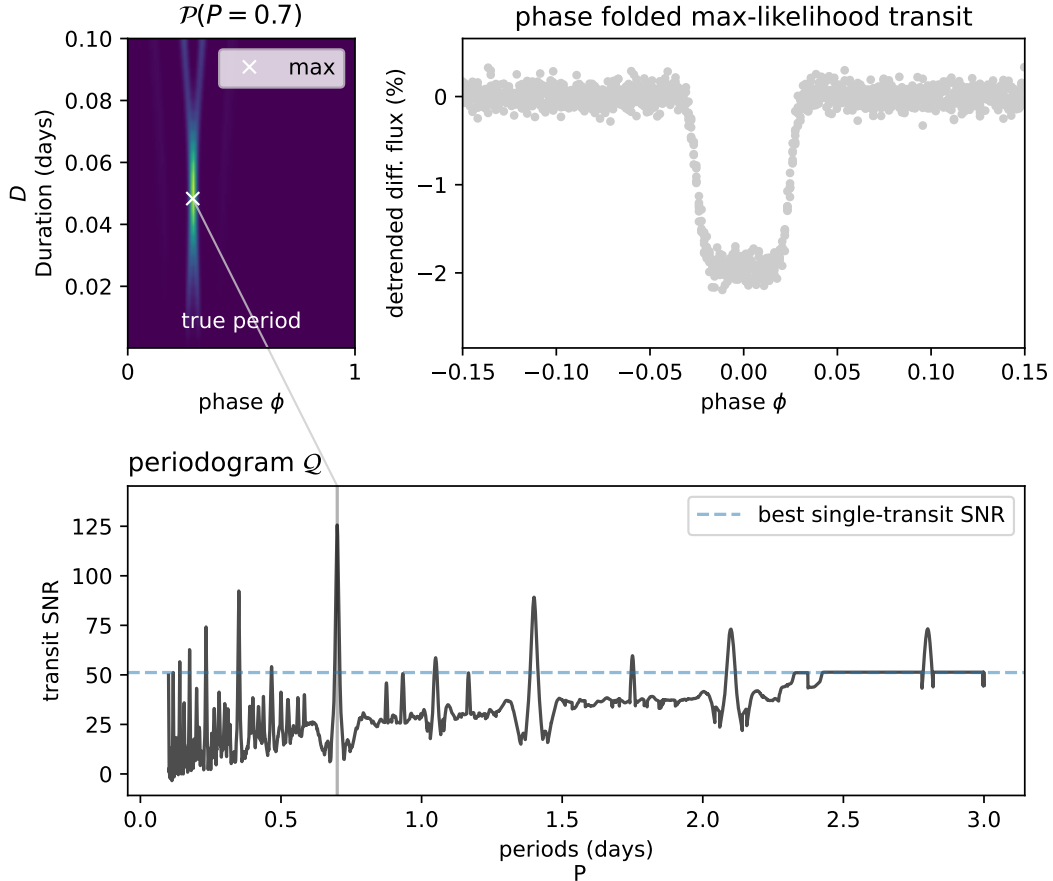 𝒫(P = 0.7)
max
true period
0.10
0.08
0.06
0.04
0.02
D
Duration (days)
0
1
phase ϕ
phase folded max-likelihood transit
0
−1
−2
detrended diff. flux (%)
−0.15
−0.10
−0.05
0.00
0.05
0.10
0.15
phase ϕ
periodogram 𝒬
best single-transit SNR
125
100
75
50
25
0
transit SNR
0.0
0.5
1.0
1.5
2.0
2.5
3.0
periods (days)
P